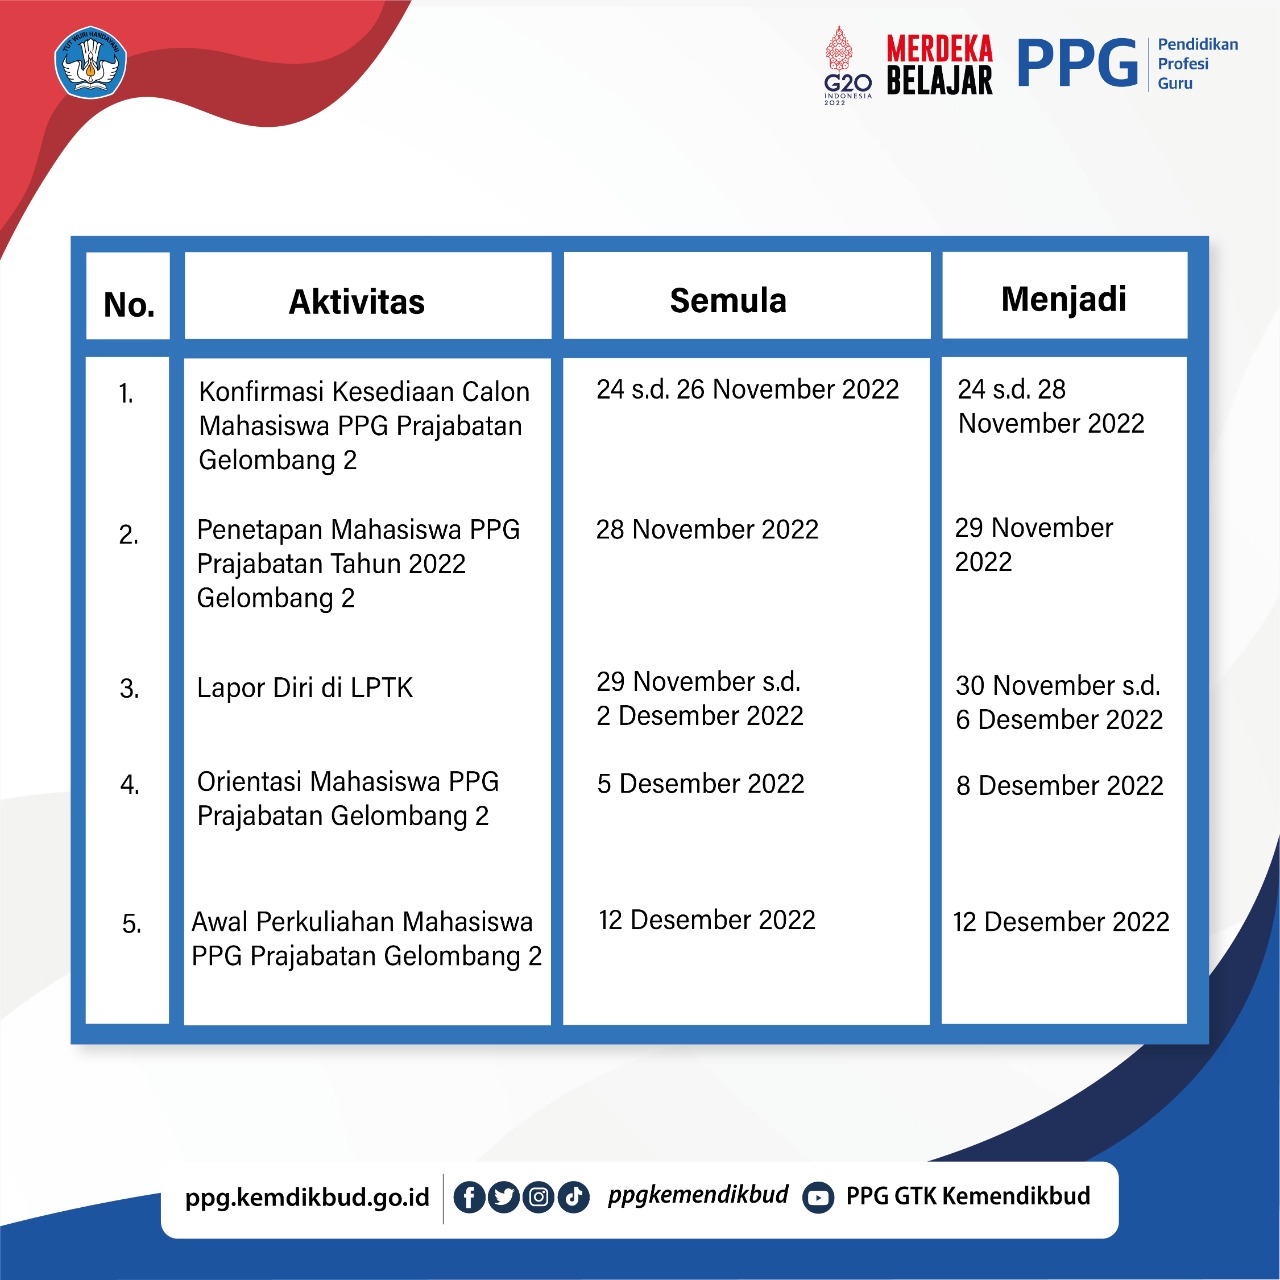 TUT WURI HANDAYANI
G20
INDONESIA
2022
MERDEKA
BELAJAR
PPG
Pendidikan
Profesi
Guru
No.
Aktivitas
Semula
Menjadi
1.
Konfirmasi Kesediaan Calon
Mahasiswa PPG Prajabatan
Gelombang 2
24 s.d. 26 November 2022
24 s.d. 28
November 2022
2.
Penetapan Mahasiswa PPG
Prajabatan Tahun 2022
Gelombang 2
28 November 2022
29 November
2022
3.
Lapor Diri di LPTK
29 November s.d.
2 Desember 2022
30 November s.d.
6 Desember 2022
4.
Orientasi Mahasiswa PPG
Prajabatan Gelombang 2
5 Desember 2022
8 Desember 2022
5.
Awal Perkuliahan Mahasiswa
PPG Prajabatan Gelombang 2
12 Desember 2022
12 Desember 2022
ppg.kemdikbud.go.id
ppgkemendikbud
PPG GTK Kemendikbud